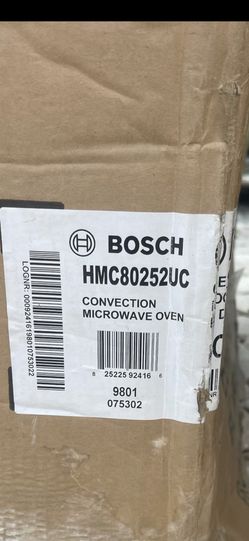 BOSCH
HMC80252UC
CONVECTION
MICROWAVE OVEN
8 25225 92416 6
9801
075302